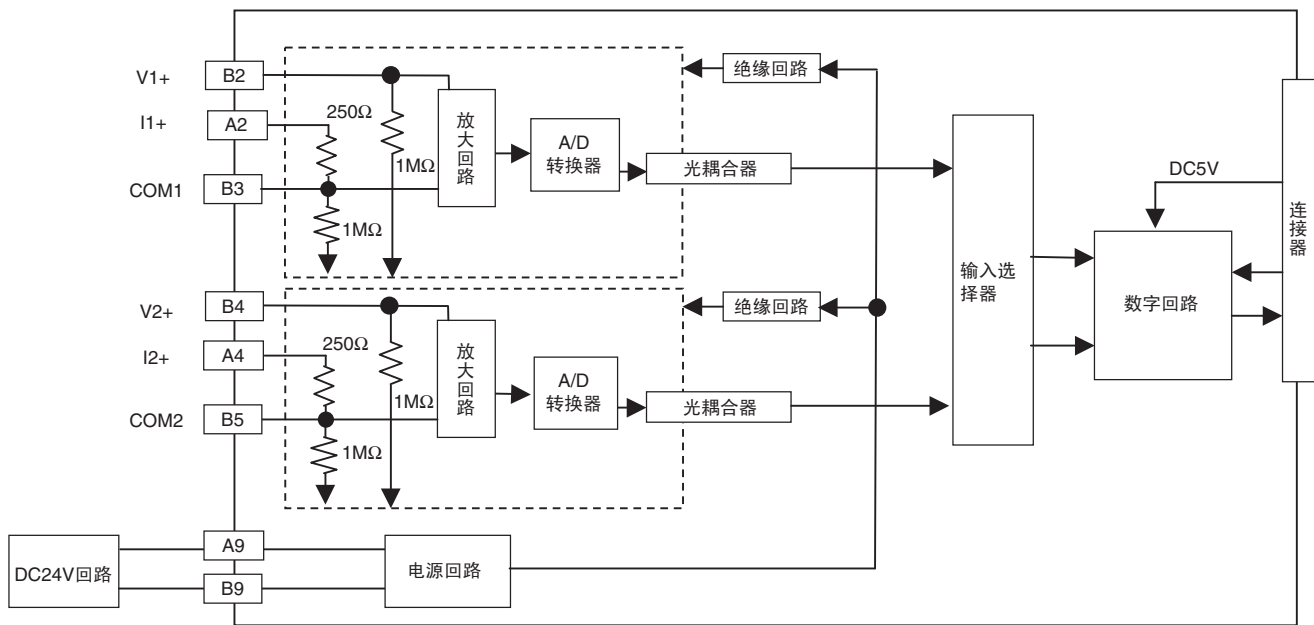 V1+
B2
绝缘回路
I1+
A2
250Ω
放大回路
A/D
转换器
1MΩ
光耦合器
COM1
B3
1MΩ
DC5V
连接器
输入选
择器
数字回路
V2+
B4
绝缘回路
I2+
A4
250Ω
放大回路
A/D
转换器
1MΩ
光耦合器
COM2
B5
1MΩ
DC24V回路
A9
B9
电源回路